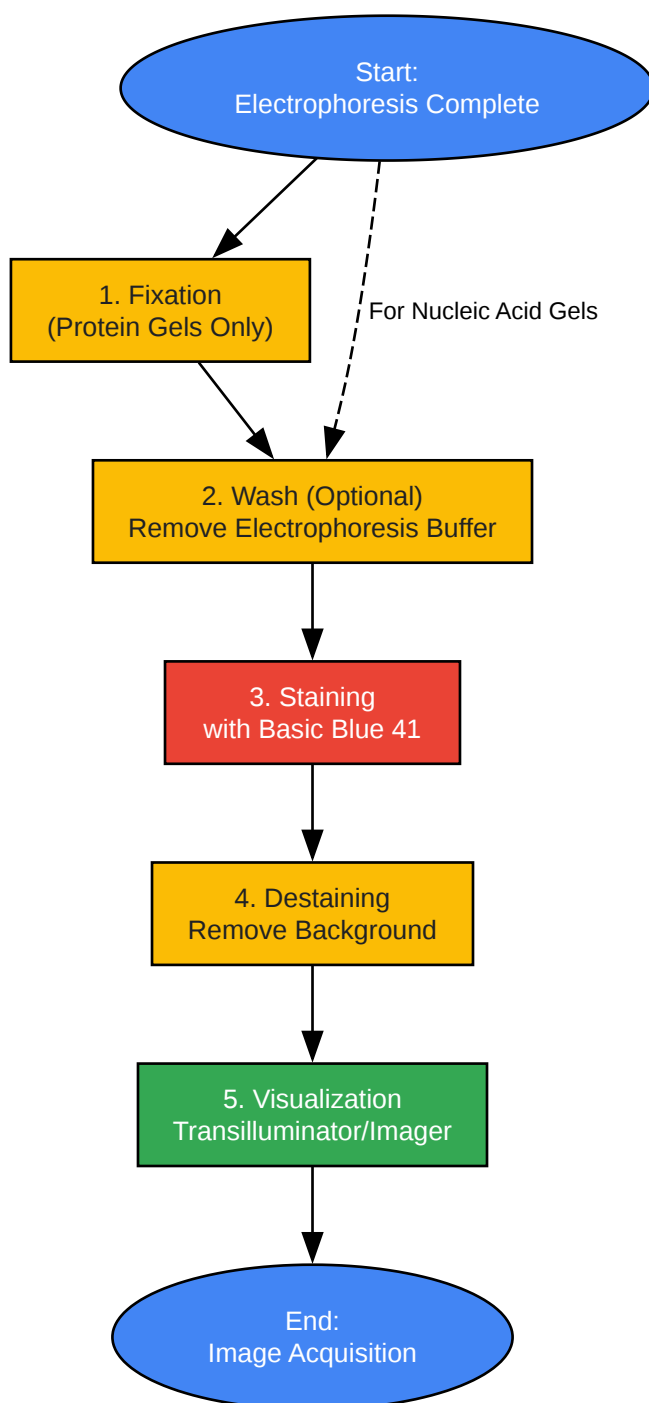 Start:
Electrophoresis Complete
1. Fixation
(Protein Gels Only)
For Nucleic Acid Gels
2. Wash (Optional)
Remove Electrophoresis Buffer
3. Staining
with Basic Blue 41
4. Destaining
Remove Background
5. Visualization
Transilluminator/Imager
End:
Image Acquisition